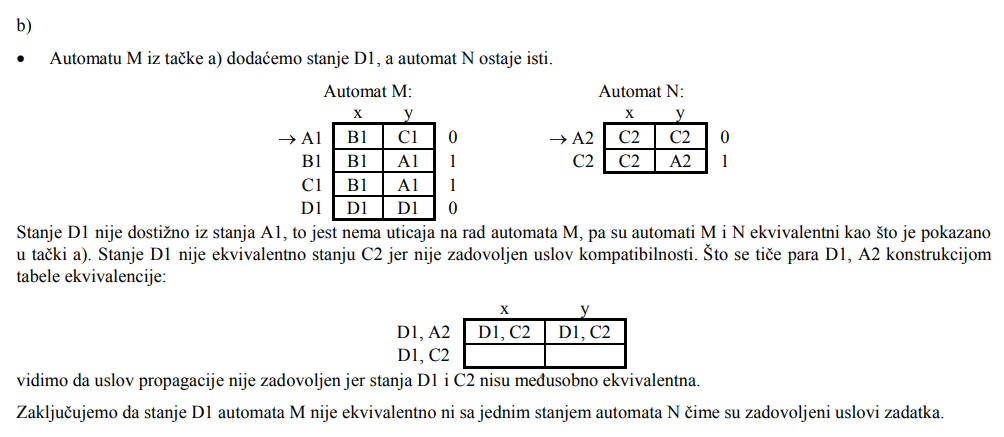 b)
• Automatu M iz tačke a) dodaćemo stanje D1, a automat N ostaje isti.
Automat M: Automat N:
x y x y
→ A1 B1 C1 0 → A2 C2 C2 0
B1 B1 A1 1 C2 C2 A2 1
C1 B1 A1 1
D1 D1 D1 0
Stanje D1 nije dostižno iz stanja A1, to jest nema uticaja na rad automata M, pa su automati M i N ekvivalentni kao što je pokazano
u tački a). Stanje D1 nije ekvivalentno stanju C2 jer nije zadovoljen uslov kompatibilnosti. Što se tiče para D1, A2 konstrukcijom
tabele ekvivalencije:
x y
D1, A2 D1, C2 D1, C2
D1, C2
vidimo da uslov propagacije nije zadovoljen jer stanja D1 i C2 nisu međusobno ekvivalentna.
Zaključujemo da stanje D1 automata M nije ekvivalentno ni sa jednim stanjem automata N čime su zadovoljeni uslovi zadatka.